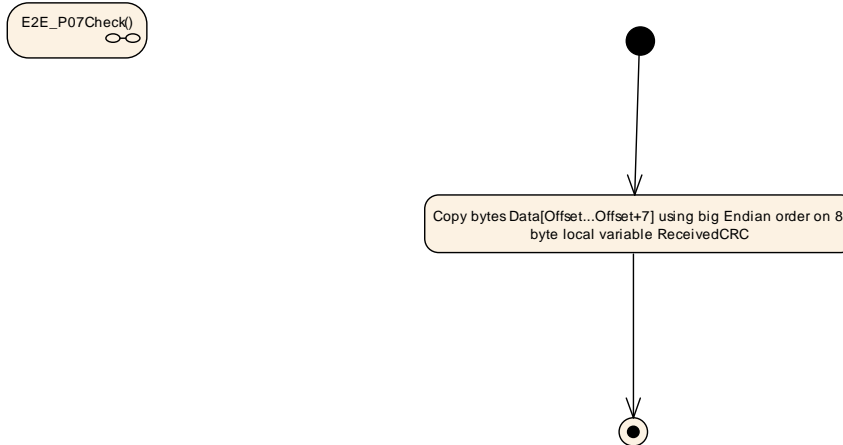 E2E_P07Check()
Copy bytes Data[Offset...Offset+7] using big Endian order on 8
byte local variable ReceivedCRC